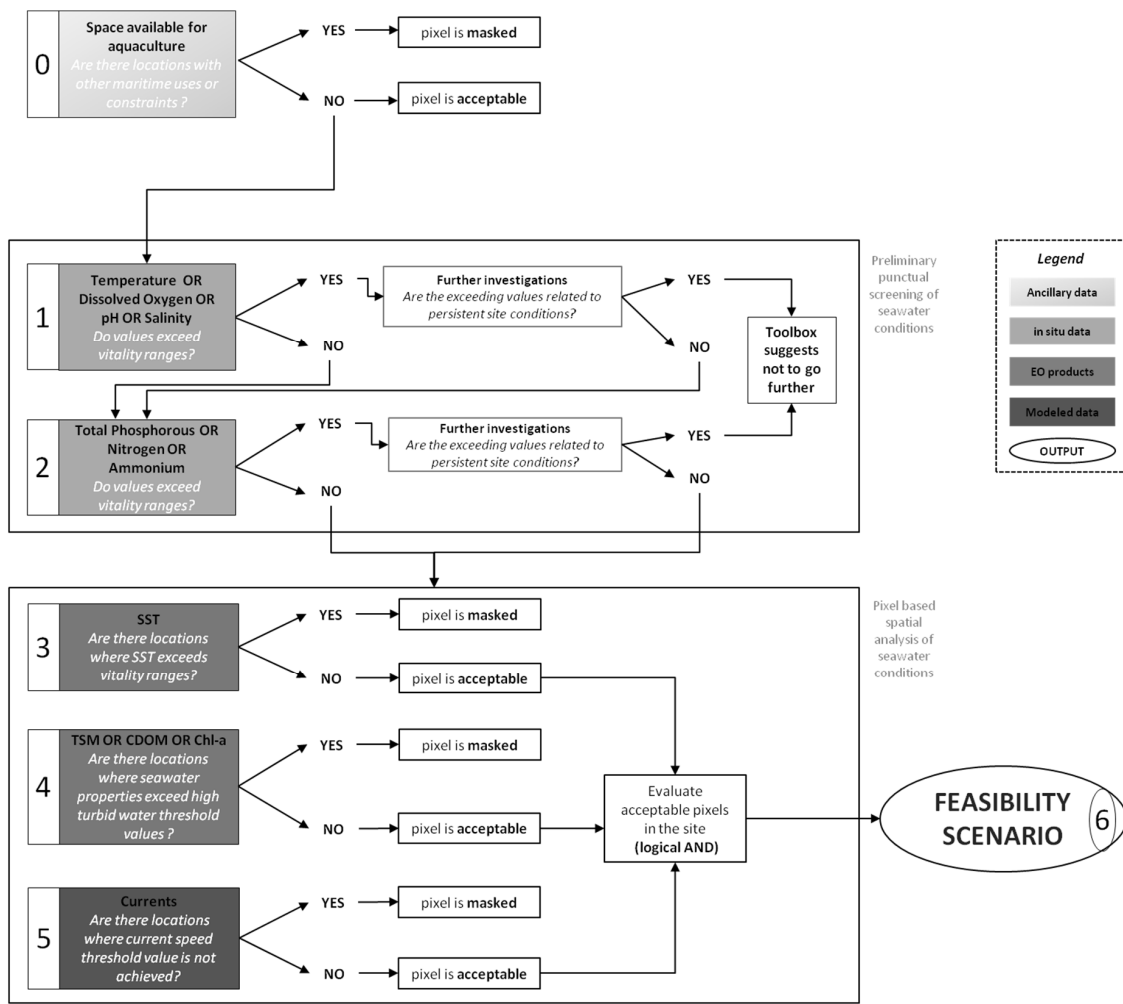 0
Space available for
aquaculture
Are there locations with
other maritime uses or
constraints ?
YES
pixel is masked
NO
pixel is acceptable
1
Temperature OR
Dissolved Oxygen OR
pH OR Salinity
Do values exceed
vitality ranges?
YES
Further investigations
Are the exceeding values related to
persistent site conditions?
YES
NO
NO
Toolbox
suggests
not to go
further
Preliminary
punctual
screening of
seawater
conditions
2
Total Phosphorous OR
Nitrogen OR
Ammonium
Do values exceed
vitality ranges?
YES
Further investigations
Are the exceeding values related to
persistent site conditions?
YES
NO
NO
Legend
Ancillary data
in situ data
EO products
Modeled data
OUTPUT
3
SST
Are there locations
where SST exceeds
vitality ranges?
YES
pixel is masked
NO
pixel is acceptable
Pixel based
spatial
analysis of
seawater
conditions
4
TSM OR CDOM OR Chl-a
Are there locations
where seawater
properties exceed high
turbid water threshold
values ?
YES
pixel is masked
NO
pixel is acceptable
Evaluate
acceptable pixels
in the site
(logical AND)
FEASIBILITY
SCENARIO
6
5
Currents
Are there locations
where current speed
threshold value is not
achieved?
YES
pixel is masked
NO
pixel is acceptable